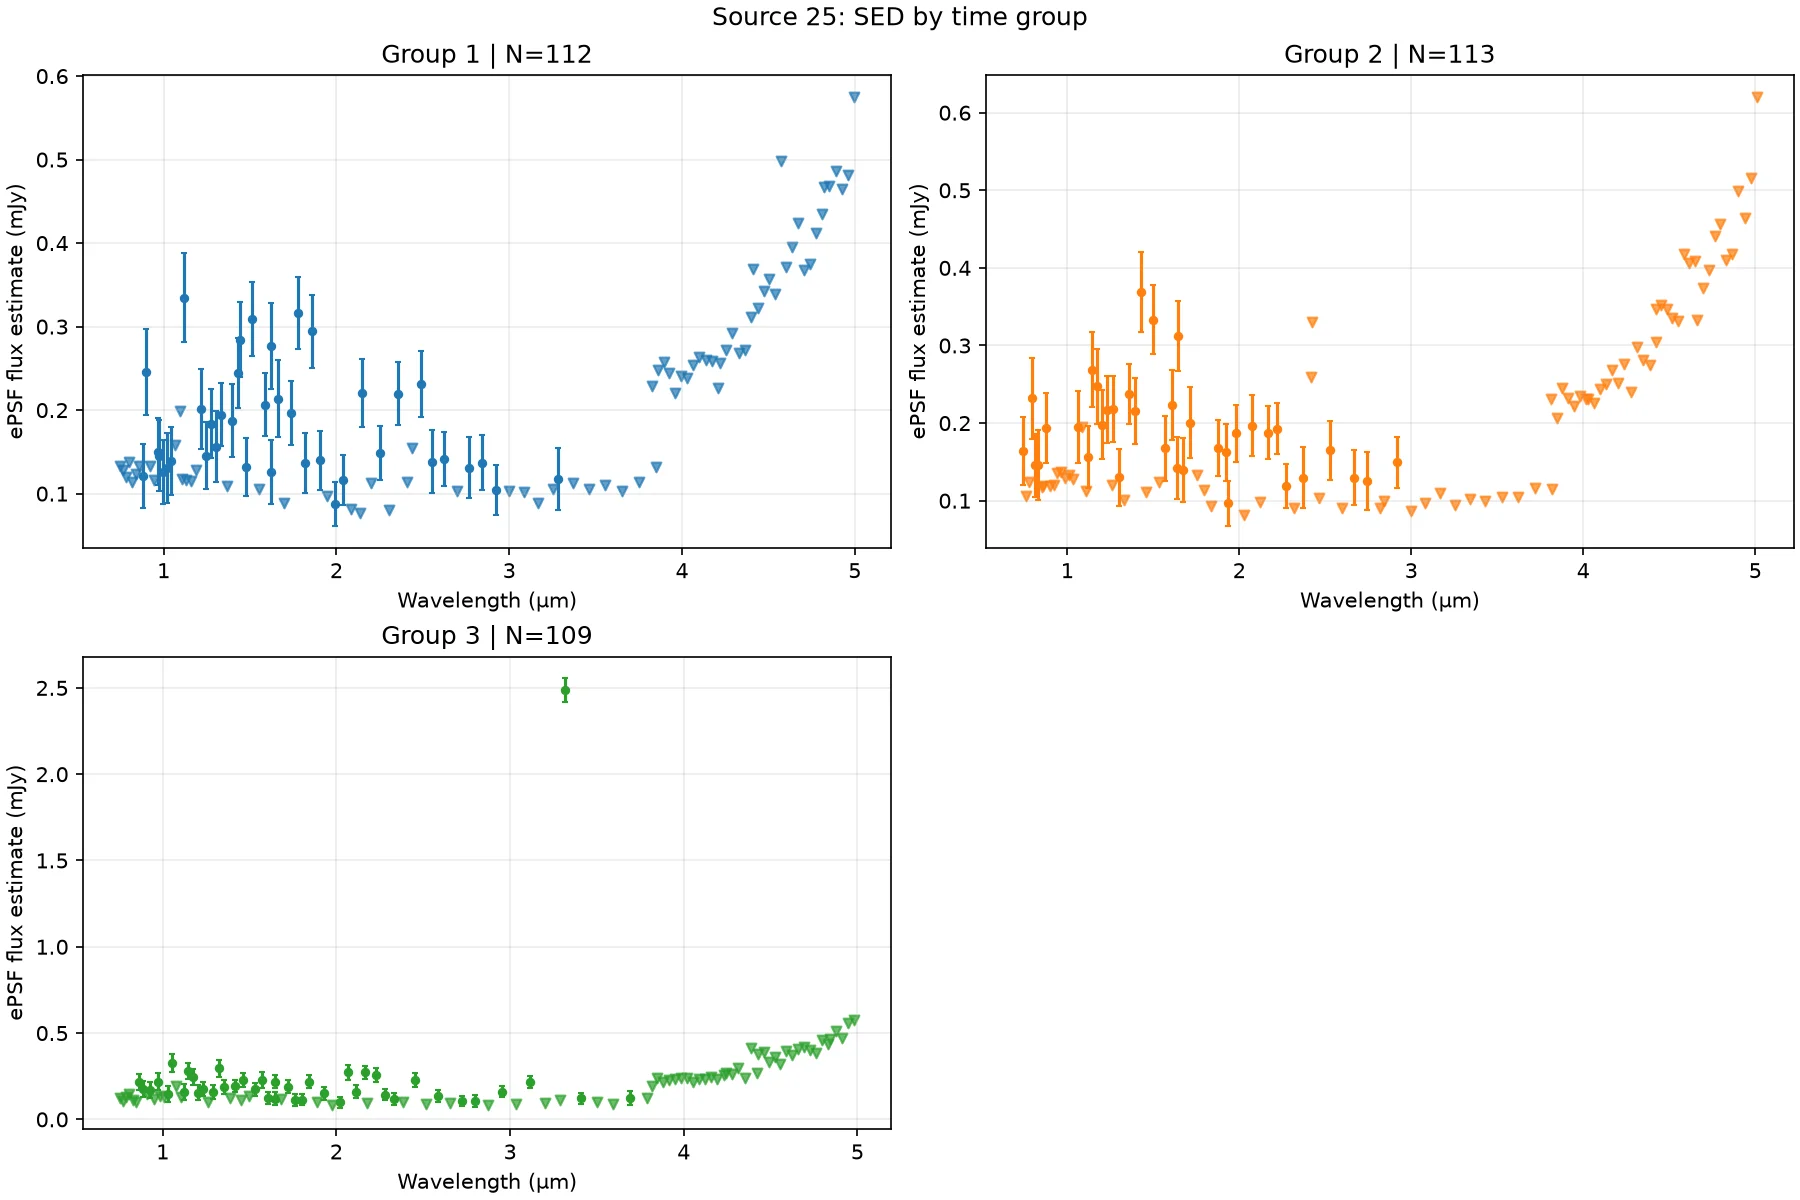 Source 25: SED by time group
Group 1 | N=112
0.6
0.5
0.4
0.3
0.2
0.1
ePSF flux estimate (mJy)
1 2 3 4 5
Wavelength (µm)
Group 2 | N=113
0.6
0.5
0.4
0.3
0.2
0.1
ePSF flux estimate (mJy)
1 2 3 4 5
Wavelength (µm)
Group 3 | N=109
2.5
2.0
1.5
1.0
0.5
0.0
ePSF flux estimate (mJy)
1 2 3 4 5
Wavelength (µm)